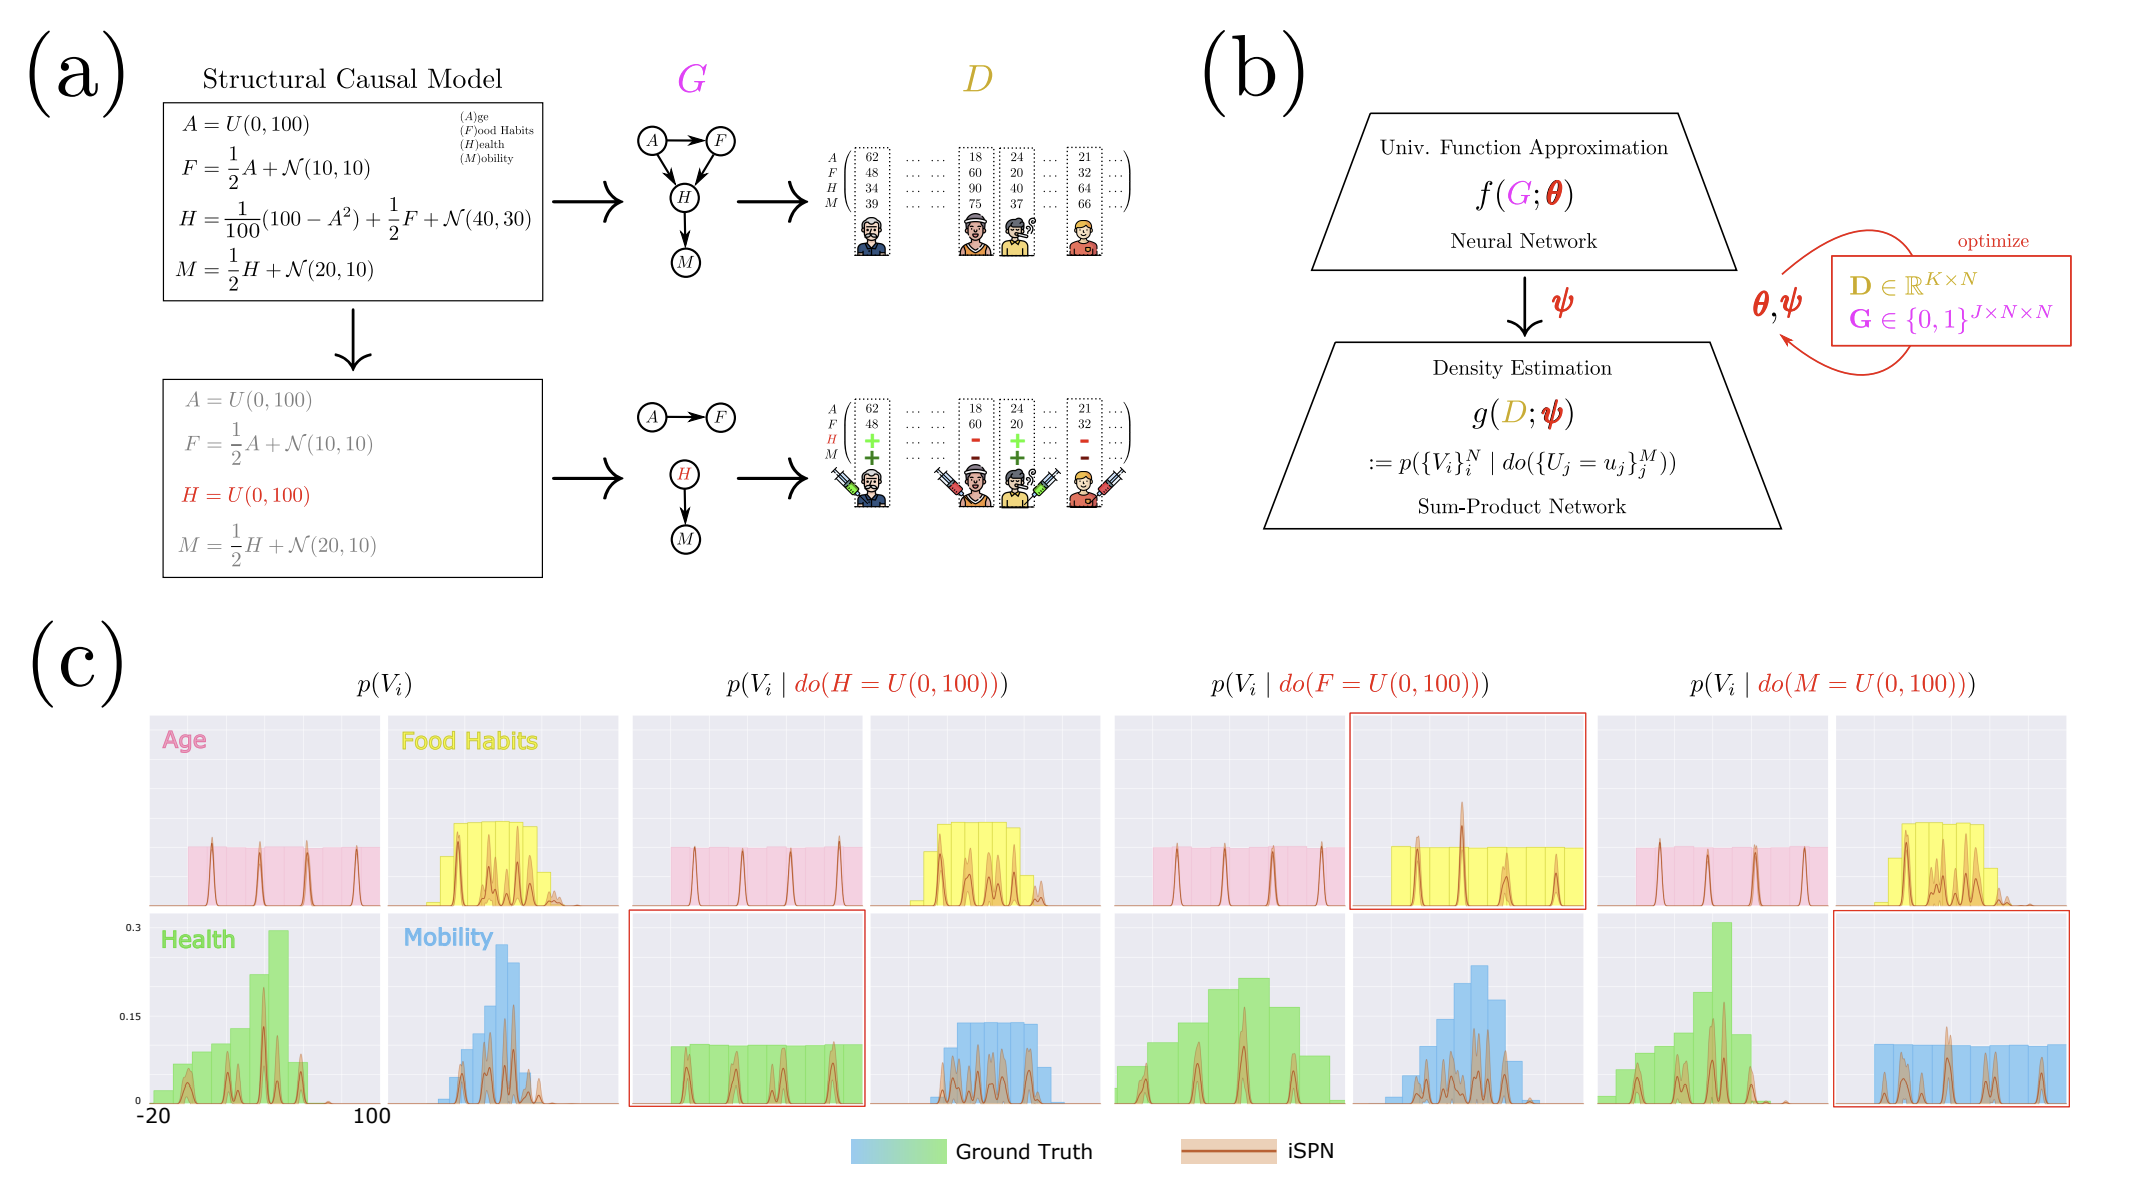 (a)
Structural Causal Model
G
D
A = U(0, 100)
F = 1/2 A + N(10, 10)
H = 1/100 (100 − A²) + 1/2 F + N(40, 30)
M = 1/2 H + N(20, 10)
(A)ge
(F)ood Habits
(H)ealth
(M)obility
A
F
H
M
A 62 ... ... 18 24 ... 21 ...
F 48 ... ... 60 20 ... 32 ...
H 34 ... ... 90 40 ... 64 ...
M 39 ... ... 75 37 ... 66 ...
A = U(0, 100)
F = 1/2 A + N(10, 10)
H = U(0, 100)
M = 1/2 H + N(20, 10)
A
F
H
M
A 62 ... ... 18 24 ... 21 ...
F 48 ... ... 60 20 ... 32 ...
H + ... ... - + ... - ...
M + ... ... - + ... - ...
(b)
Univ. Function Approximation
f(G; θ)
Neural Network
ψ
Density Estimation
g(D; ψ)
:= p({V_i}_i^N | do({U_j = u_j}_j^M))
Sum-Product Network
optimize
θ, ψ
D ∈ ℝ^{K×N}
G ∈ {0, 1}^{J×N×N}
(c)
p(V_i)
p(V_i | do(H = U(0, 100)))
p(V_i | do(F = U(0, 100)))
p(V_i | do(M = U(0, 100)))
Age
Food Habits
Health
Mobility
0.3
0.15
0
-20
100
Ground Truth
iSPN